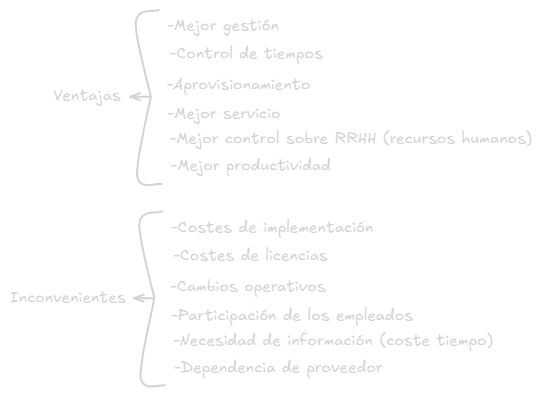 Ventajas
-Mejor gestión
-Control de tiempos
-Aprovisionamiento
-Mejor servicio
-Mejor control sobre RRHH (recursos humanos)
-Mejor productividad
Inconvenientes
-Costes de implementación
-Costes de licencias
-Cambios operativos
-Participación de los empleados
-Necesidad de información (coste tiempo)
-Dependencia de proveedor